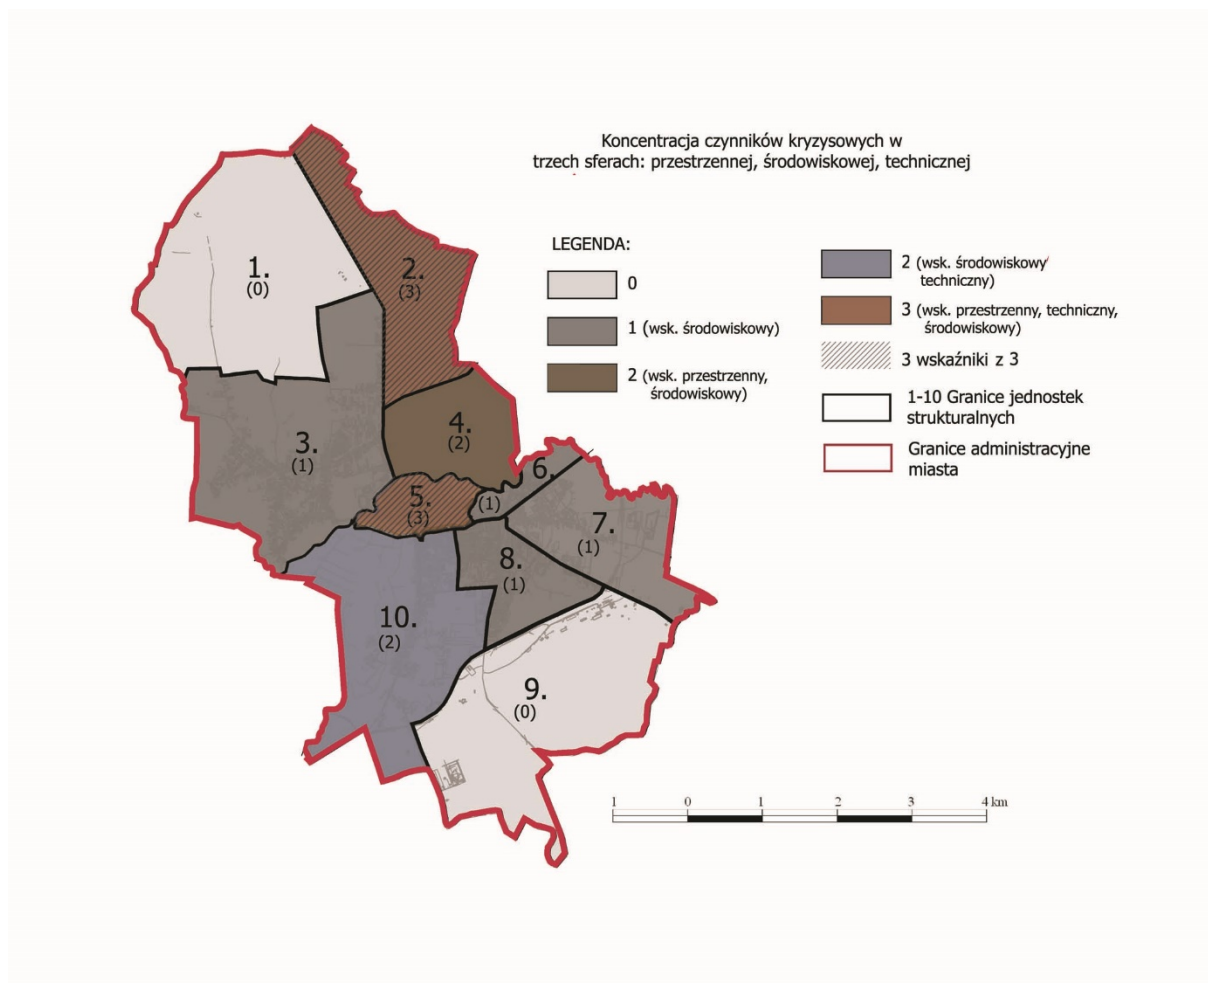 Koncentracja czynników kryzysowych w
trzech sferach: przestrzennej, środowiskowej, technicznej
LEGENDA:
0
1 (wsk. środowiskowy)
2 (wsk. przestrzenny,
środowiskowy)
2 (wsk. środowiskowy
techniczny)
3 (wsk. przestrzenny, techniczny,
środowiskowy)
3 wskaźniki z 3
1-10 Granice jednostek
strukturalnych
Granice administracyjne
miasta
1.
(0)
2.
(3)
3.
(1)
4.
(2)
5.
(3)
6.
(1)
7.
(1)
8.
(1)
9.
(0)
10.
(2)
1 0 1 2 3 4 km